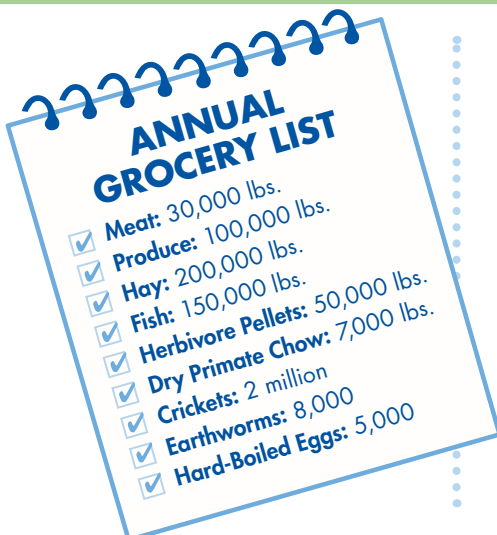 ANNUAL
GROCERY LIST
Meat: 30,000 lbs.
Produce: 100,000 lbs.
Hay: 200,000 lbs.
Fish: 150,000 lbs.
Herbivore Pellets: 50,000 lbs.
Dry Primate Chow: 7,000 lbs.
Crickets: 2 million
Earthworms: 8,000
Hard-Boiled Eggs: 5,000